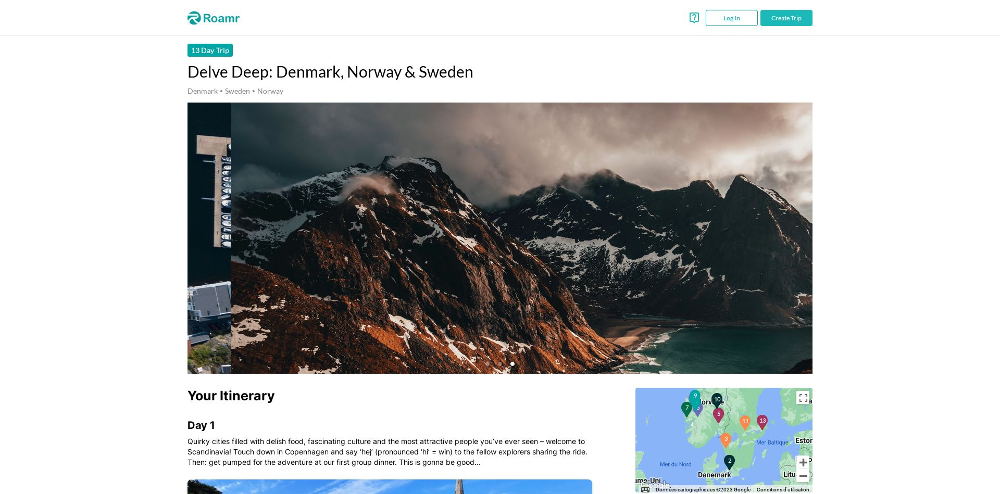 Roamr
Log In
Create Trip
13 Day Trip
Delve Deep: Denmark, Norway & Sweden
Denmark • Sweden • Norway
Your Itinerary
Day 1
Quirky cities filled with delish food, fascinating culture and the most attractive people you’ve ever seen – welcome to
Scandinavia! Touch down in Copenhagen and say ‘hej’ (pronounced ‘hi’ = win) to the fellow explorers sharing the ride.
Then: get pumped for the adventure at our first group dinner. This is gonna be good...
9
10
7
5
11
13
3
Mer Baltique
Eston
2
Mer du Nord
Danemark
Litu
ume-Uni
Google
Données cartographiques ©2023 Google
Conditions d'utilisation